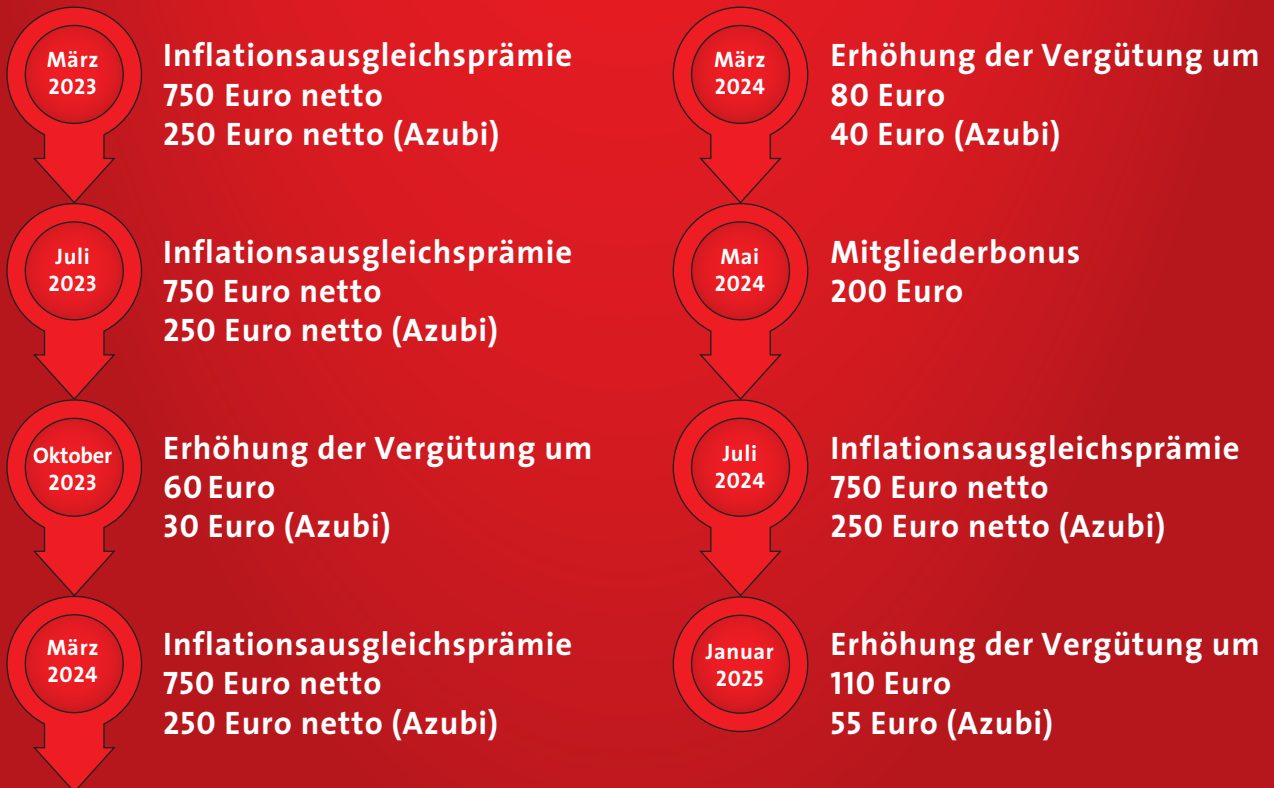 März
2023
Inflationsausgleichsprämie
750 Euro netto
250 Euro netto (Azubi)
Juli
2023
Inflationsausgleichsprämie
750 Euro netto
250 Euro netto (Azubi)
Oktober
2023
Erhöhung der Vergütung um
60 Euro
30 Euro (Azubi)
März
2024
Inflationsausgleichsprämie
750 Euro netto
250 Euro netto (Azubi)
März
2024
Erhöhung der Vergütung um
80 Euro
40 Euro (Azubi)
Mai
2024
Mitgliederbonus
200 Euro
Juli
2024
Inflationsausgleichsprämie
750 Euro netto
250 Euro netto (Azubi)
Januar
2025
Erhöhung der Vergütung um
110 Euro
55 Euro (Azubi)